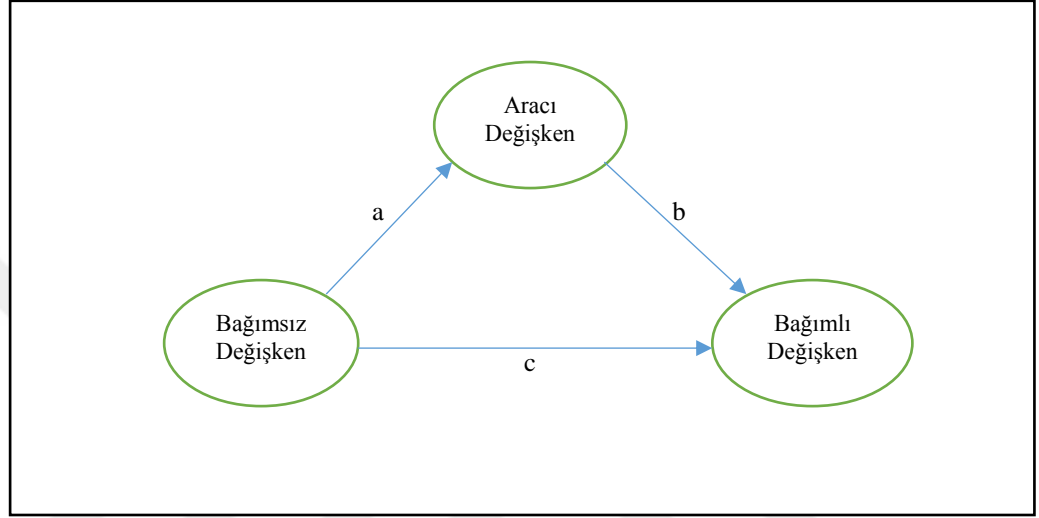 Aracı
Değişken
a
b
Bağımsız
Değişken
c
Bağımlı
Değişken